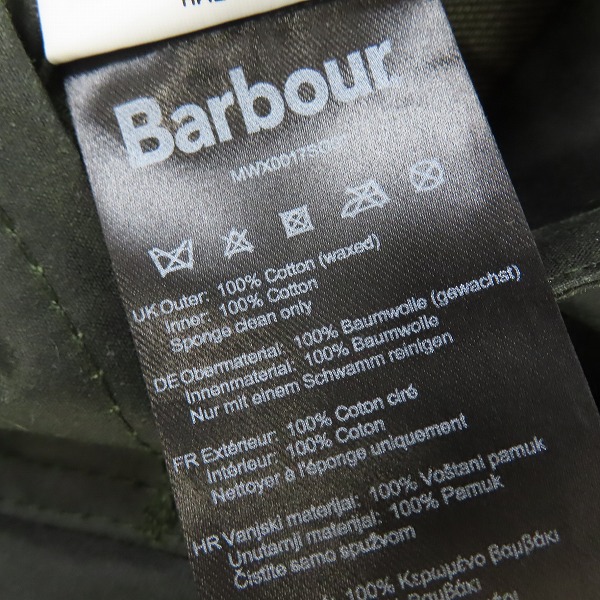 Barbour
UK Outer: 100% Cotton (waxed)
Inner: 100% Cotton
Sponge clean only
DE Obermaterial: 100% Baumwolle (gewachst)
Innenmaterial: 100% Baumwolle
Nur mit einem Schwamm reinigen
FR Extérieur: 100% Coton ciré
Intérieur: 100% Coton
Nettoyer à l'éponge uniquement
HR Vanjski materijal: 100% Voštani pamuk
Unutarnji materijal: 100% Pamuk
Čistite samo spužvom
100% Κερωμένο βαμβάκι
βαμβάκι